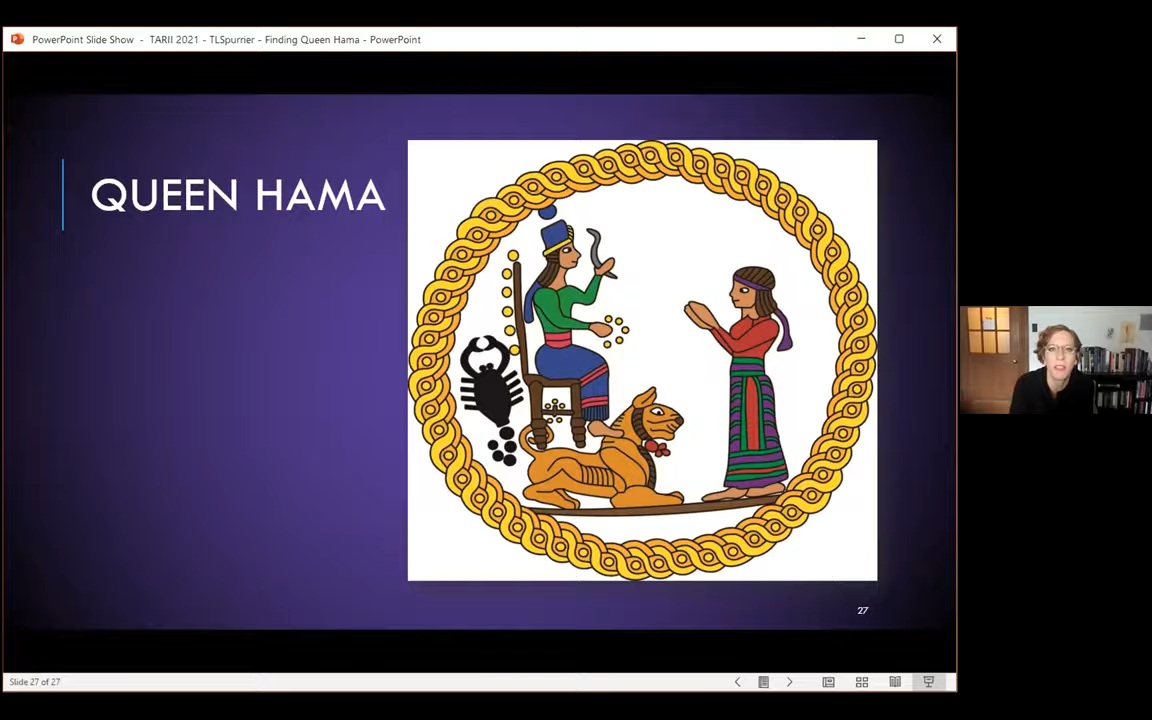 PowerPoint Slide Show - TARII 2021 - TLSpurrier - Finding Queen Hama - PowerPoint
QUEEN HAMA
27
Slide 27 of 27